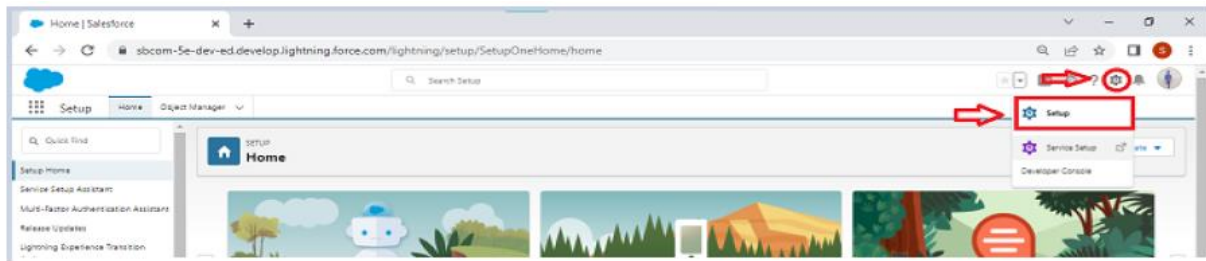 Home | Salesforce
sbcom-5e-dev-ed.develop.lightning.force.com/lightning/setup/SetupOneHome/home
S
Search Setup
?
Setup Home Object Manager
Setup
Quick Find
SETUP
Home
Service Setup
Setup Home
Developer Console
Service Setup Assistant
Multi-Factor Authentication Assistant
Release Updates
Lightning Experience Transition